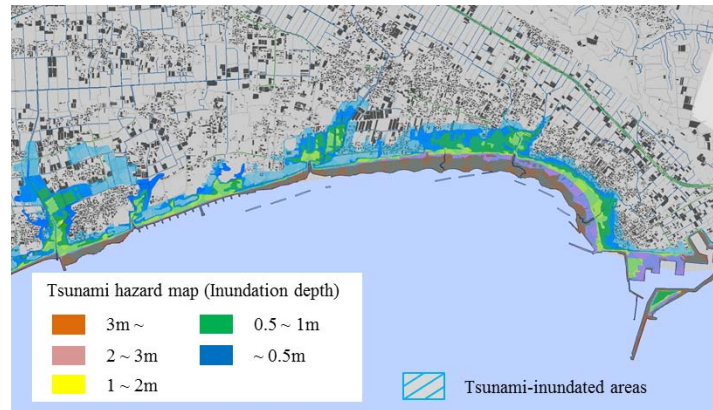 Tsunami hazard map (Inundation depth)
3m ~
0.5 ~ 1m
2 ~ 3m
~ 0.5m
1 ~ 2m
Tsunami-inundated areas